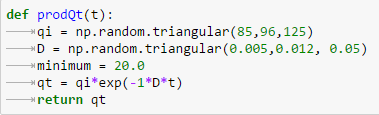 def prodQt(t):
qi = np.random.triangular(85,96,125)
D = np.random.triangular(0.005,0.012, 0.05)
minimum = 20.0
qt = qi*exp(-1*D*t)
return qt